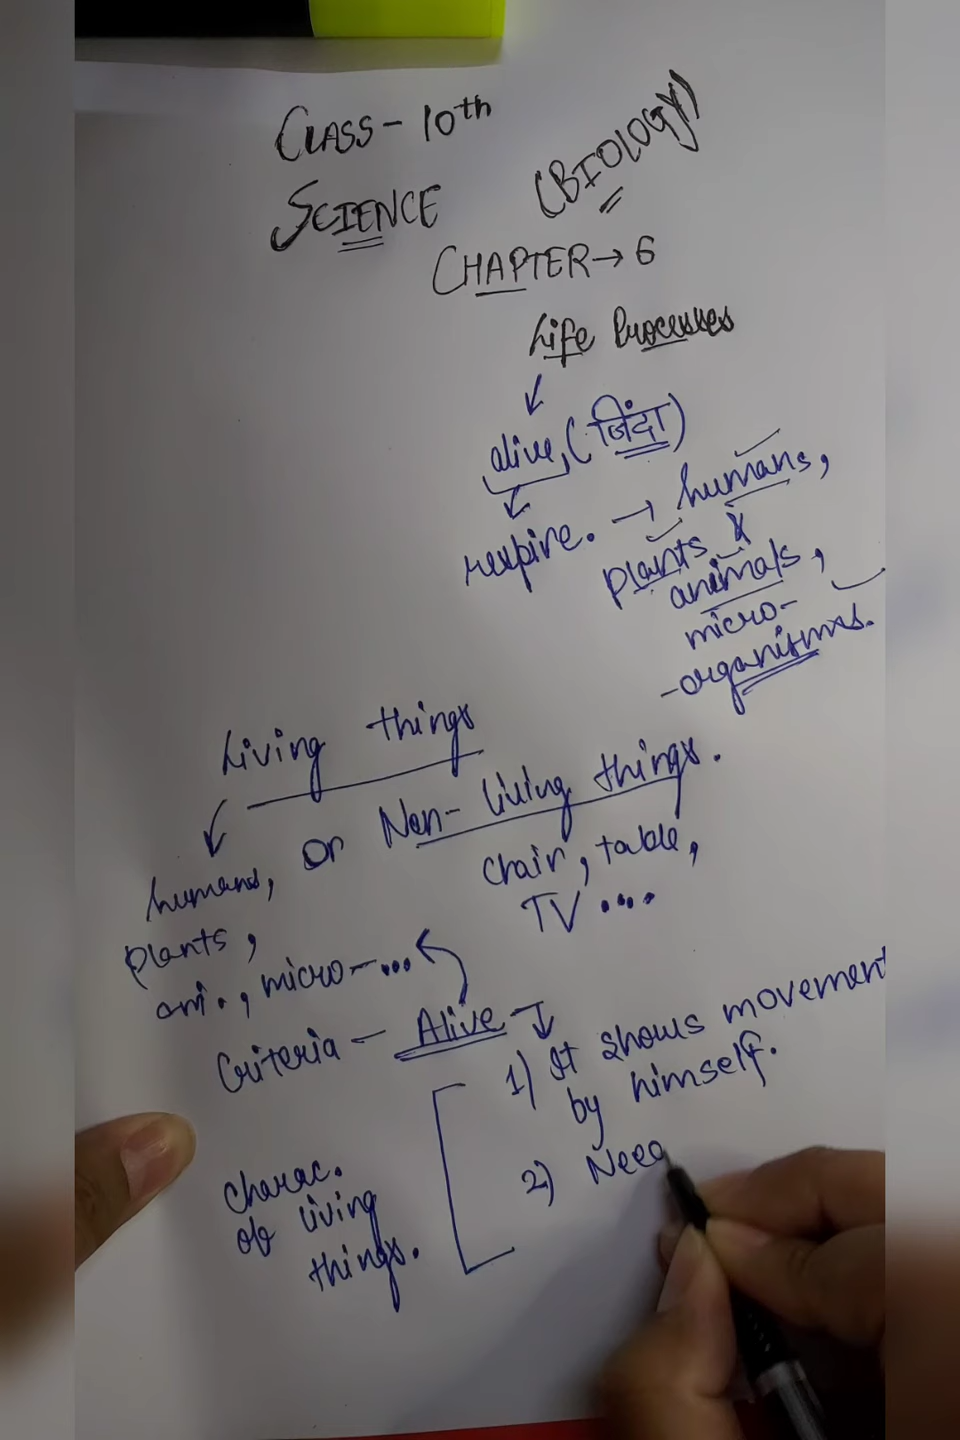 CLASS - 10th
SCIENCE (BIOLOGY)
CHAPTER → 6
Life Processes
alive, (जिंदा)
respire. → humans,
plants &
animals,
micro-
-organisms.
Living things
or Non-living things.
humans,
plants,
ani., micro-...
Chair, table,
TV ....
Criteria - Alive →
1) It shows movement
by himself.
2) Need
Charac.
of living
things.